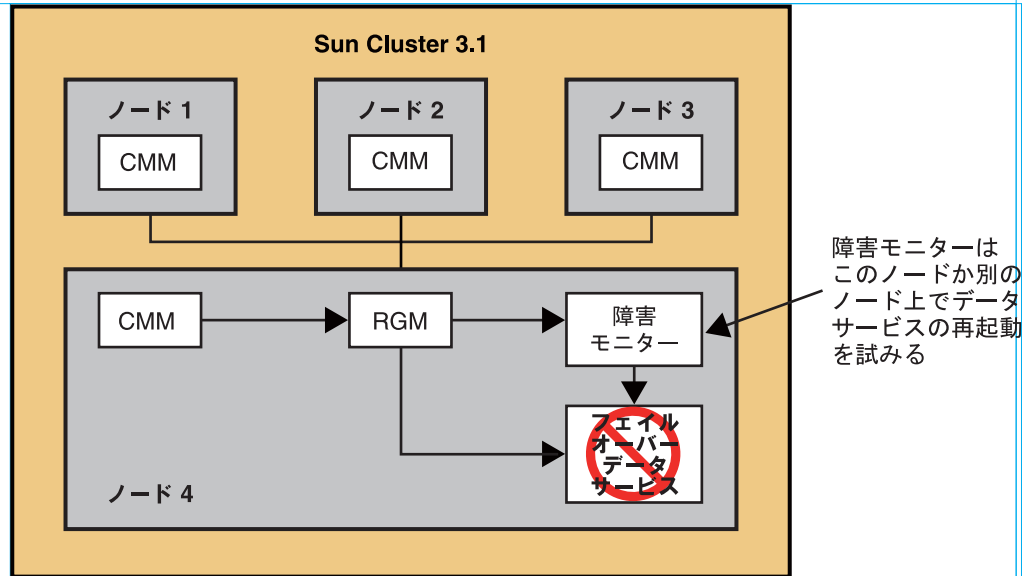 Sun Cluster 3.1
ノード 1
CMM
ノード 2
CMM
ノード 3
CMM
CMM
RGM
障害
モニター
フェイル
オーバー
データ
サービス
ノード 4
障害モニターは
このノードか別の
ノード上でデータ
サービスの再起動
を試みる